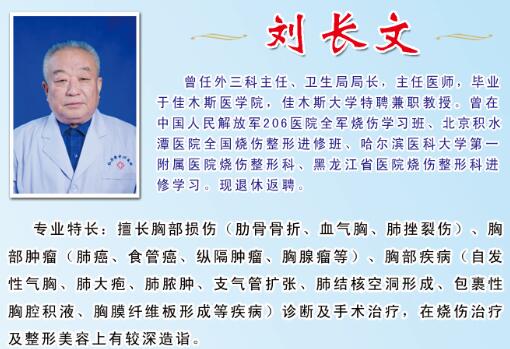 刘长文
曾任外三科主任、卫生局局长，主任医师，毕业
于佳木斯医学院，佳木斯大学特聘兼职教授。曾在
中国人民解放军206医院全军烧伤学习班、北京积水
潭医院全国烧伤整形进修班、哈尔滨医科大学第一
附属医院烧伤整形科、黑龙江省医院烧伤整形科进
修学习。现退休返聘。
专业特长：擅长胸部损伤（肋骨骨折、血气胸、肺挫裂伤）、胸
部肿瘤（肺癌、食管癌、纵隔肿瘤、胸腺瘤等）、胸部疾病（自发
性气胸、肺大疱、肺脓肿、支气管扩张、肺结核空洞形成、包裹性
胸腔积液、胸膜纤维板形成等疾病）诊断及手术治疗，在烧伤治疗
及整形美容上有较深造诣。